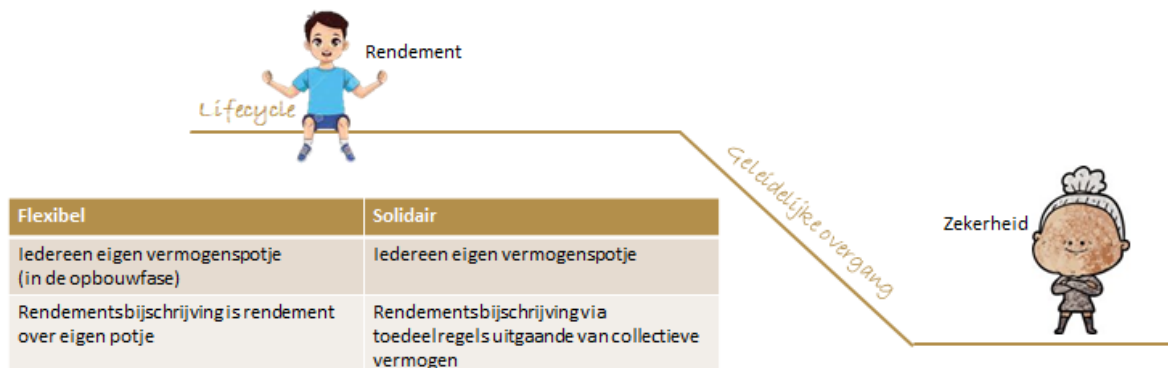 Rendement
Lifecycle
Geleidelijke overgang
Zekerheid
Flexibel
Solidair
Iedereen eigen vermogenspotje
(in de opbouwfase)
Iedereen eigen vermogenspotje
Rendementsbijschrijving is rendement
over eigen potje
Rendementsbijschrijving via
toedeelregels uitgaande van collectieve
vermogen